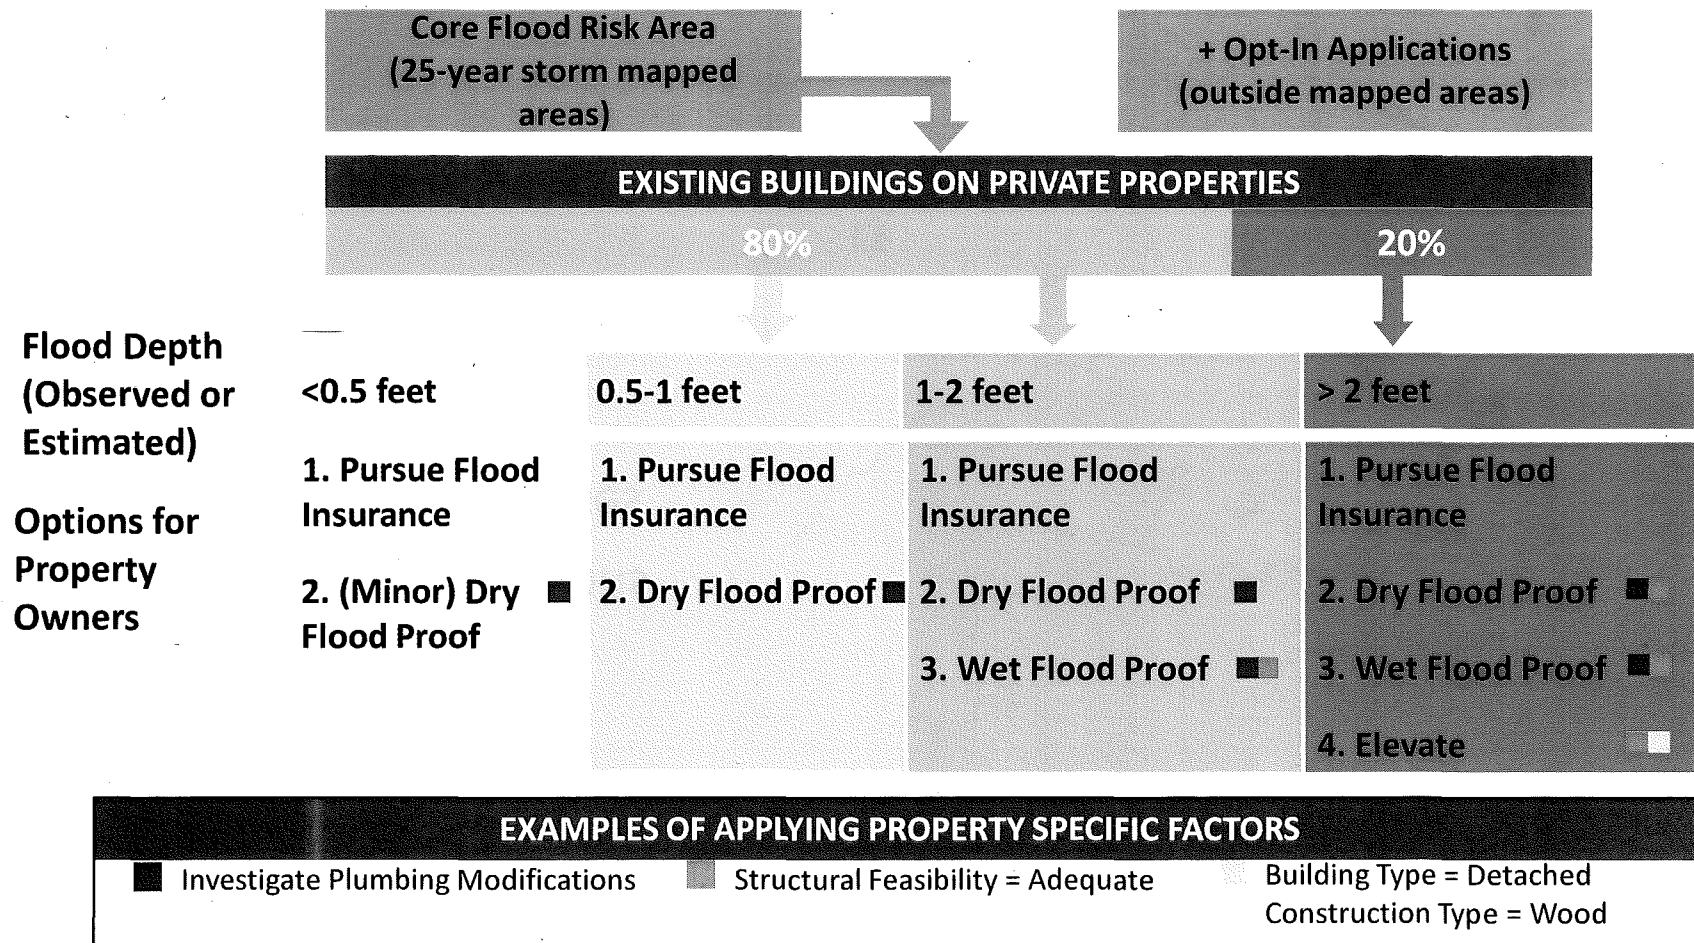 Core Flood Risk Area
(25-year storm mapped
areas)
+ Opt-In Applications
(outside mapped areas)
EXISTING BUILDINGS ON PRIVATE PROPERTIES
80%
20%
Flood Depth
(Observed or
Estimated)
<0.5 feet
0.5-1 feet
1-2 feet
> 2 feet
Options for
Property
Owners
1. Pursue Flood
Insurance
2. (Minor) Dry
Flood Proof
1. Pursue Flood
Insurance
2. Dry Flood Proof
1. Pursue Flood
Insurance
2. Dry Flood Proof
3. Wet Flood Proof
1. Pursue Flood
Insurance
2. Dry Flood Proof
3. Wet Flood Proof
4. Elevate
EXAMPLES OF APPLYING PROPERTY SPECIFIC FACTORS
Investigate Plumbing Modifications
Structural Feasibility = Adequate
Building Type = Detached
Construction Type = Wood